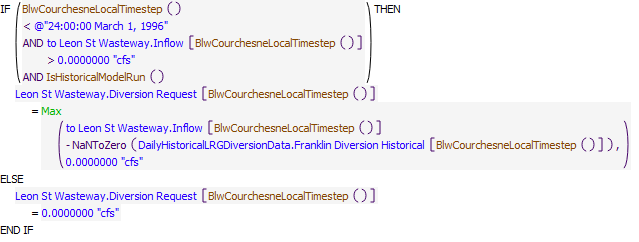 IF ( BlwCourchesneLocalTimestep () ) THEN
< @"24:00:00 March 1, 1996"
AND to Leon St Wasteway.Inflow [ BlwCourchesneLocalTimestep () ]
> 0.0000000 "cfs"
AND IsHistoricalModelRun ()
Leon St Wasteway.Diversion Request [ BlwCourchesneLocalTimestep () ]
= Max
( to Leon St Wasteway.Inflow [ BlwCourchesneLocalTimestep () ]
- NaNToZero ( DailyHistoricalLRGDiversionData.Franklin Diversion Historical [ BlwCourchesneLocalTimestep () ] ) ,
0.0000000 "cfs" )
ELSE
Leon St Wasteway.Diversion Request [ BlwCourchesneLocalTimestep () ]
= 0.0000000 "cfs"
END IF